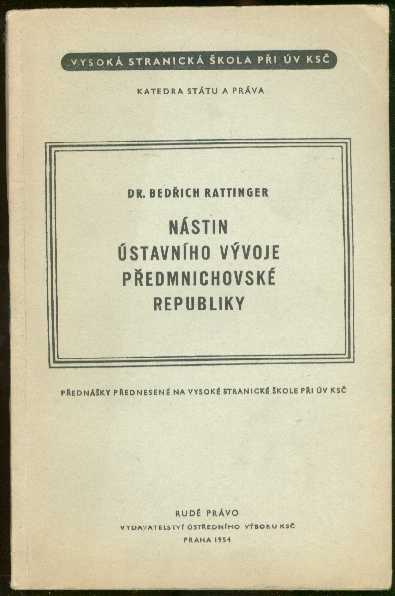 VYSOKÁ STRANICKÁ ŠKOLA PŘI ÚV KSČ
KATEDRA STÁTU A PRÁVA
DR. BEDŘICH RATTINGER
NÁSTIN
ÚSTAVNÍHO VÝVOJE
PŘEDMNICHOVSKÉ
REPUBLIKY
PŘEDNÁŠKY PŘEDNESENÉ NA VYSOKÉ STRANICKÉ ŠKOLE PŘI ÚV KSČ
RUDÉ PRÁVO
VYDAVATELSTVÍ ÚSTŘEDNÍHO VÝBORU KSČ
PRAHA 1954